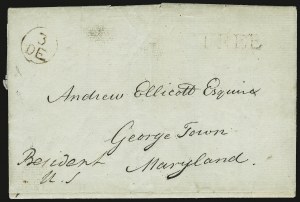 3
DE
FREE
Andrew Ellicott Esquire
George Town
Maryland.
President
U S